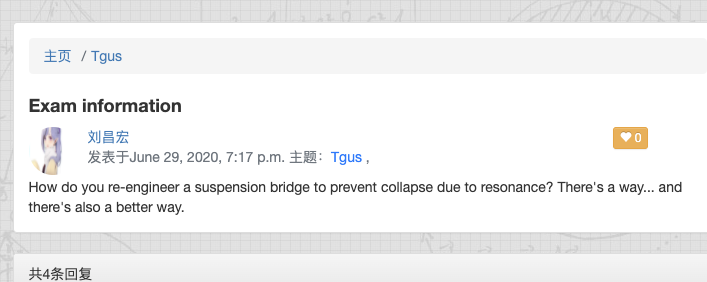 主页 / Tgus
Exam information
刘昌宏
0
发表于June 29, 2020, 7:17 p.m. 主题：Tgus ,
How do you re-engineer a suspension bridge to prevent collapse due to resonance? There's a way... and
there's also a better way.
共4条回复